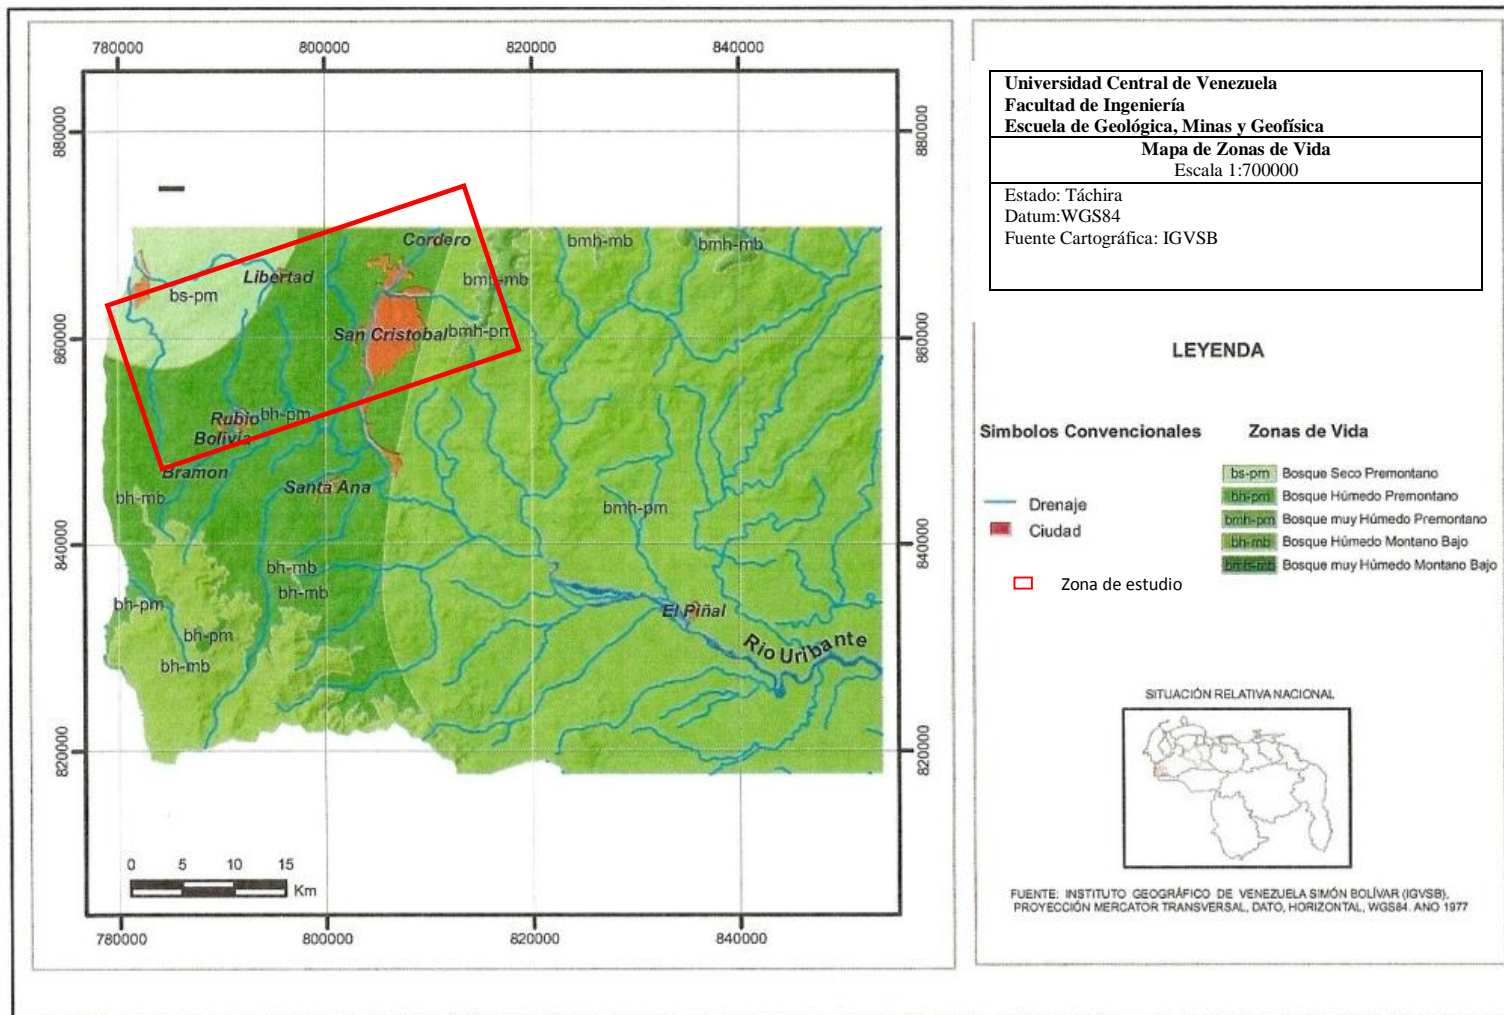 780000
800000
820000
840000
880000
880000
Cordero
bmh-mb
bmh-mb
Libertad
bmh-mb
bs-pm
860000
San Cristobal
bmh-pm
860000
Rubio
bh-pm
Bolivia
Bramon
Santa Ana
bh-mb
bmh-pm
840000
840000
bh-mb
bh-mb
bh-pm
El Piñal
bh-pm
Rio Uribante
bh-mb
820000
820000
0 5 10 15
Km
780000
800000
820000
840000
Universidad Central de Venezuela
Facultad de Ingeniería
Escuela de Geológica, Minas y Geofísica
Mapa de Zonas de Vida
Escala 1:700000
Estado: Táchira
Datum:WGS84
Fuente Cartográfica: IGVSB
LEYENDA
Simbolos Convencionales
Drenaje
Ciudad
Zona de estudio
Zonas de Vida
bs-pm Bosque Seco Premontano
bh-pm Bosque Húmedo Premontano
bmh-pm Bosque muy Húmedo Premontano
bh-mb Bosque Húmedo Montano Bajo
bmh-mb Bosque muy Húmedo Montano Bajo
SITUACIÓN RELATIVA NACIONAL
FUENTE: INSTITUTO GEOGRÁFICO DE VENEZUELA SIMÓN BOLÍVAR (IGVSB),
PROYECCIÓN MERCATOR TRANSVERSAL, DATO, HORIZONTAL, WGS84. ANO 1977